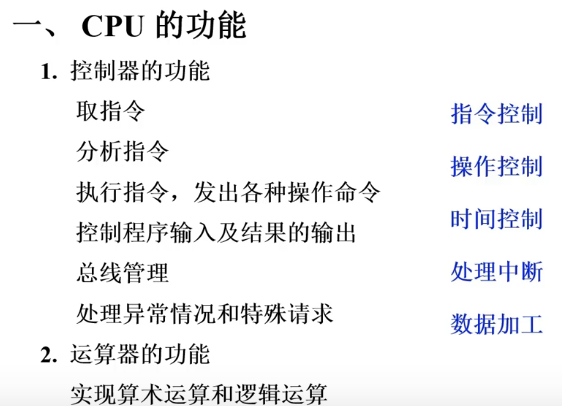 一、 CPU 的功能
1. 控制器的功能
取指令
指令控制
分析指令
操作控制
执行指令，发出各种操作命令
时间控制
控制程序输入及结果的输出
总线管理
处理中断
处理异常情况和特殊请求
数据加工
2. 运算器的功能
实现算术运算和逻辑运算